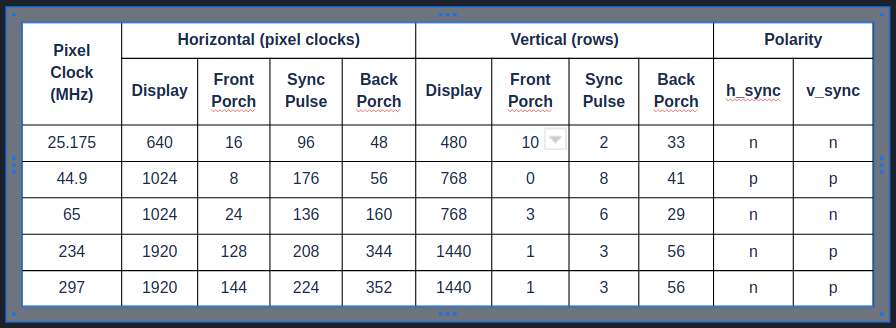 Pixel Clock (MHz) Horizontal (pixel clocks) Vertical (rows) Polarity
Display Front Porch Sync Pulse Back Porch Display Front Porch Sync Pulse Back Porch h_sync v_sync
25.175 640 16 96 48 480 10 2 33 n n
44.9 1024 8 176 56 768 0 8 41 p p
65 1024 24 136 160 768 3 6 29 n n
234 1920 128 208 344 1440 1 3 56 n p
297 1920 144 224 352 1440 1 3 56 n p